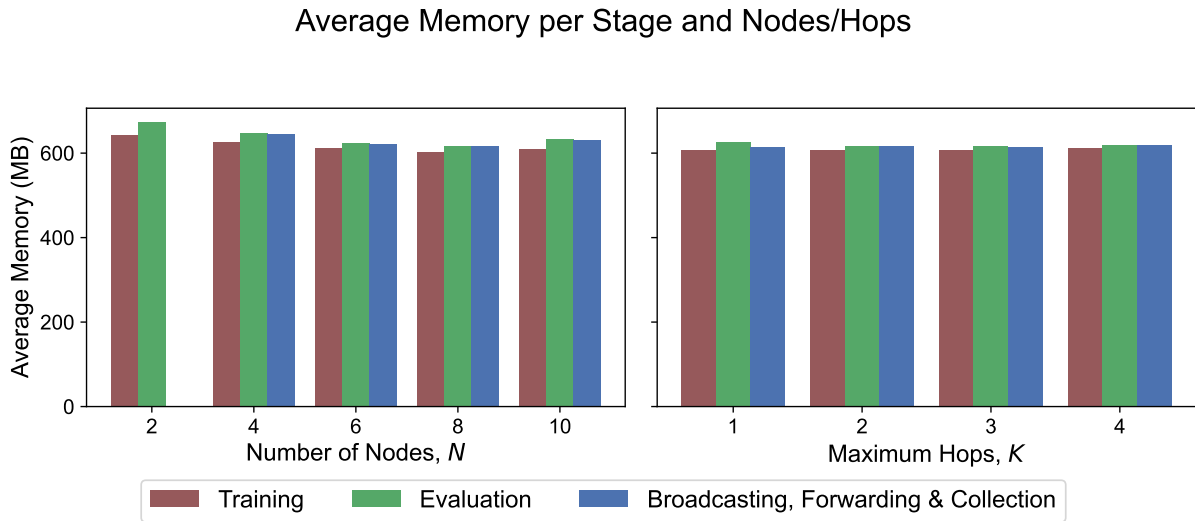 Average Memory per Stage and Nodes/Hops
Average Memory (MB)
600
400
200
0
2 4 6 8 10
Number of Nodes, N
1 2 3 4
Maximum Hops, K
Training Evaluation Broadcasting, Forwarding & Collection